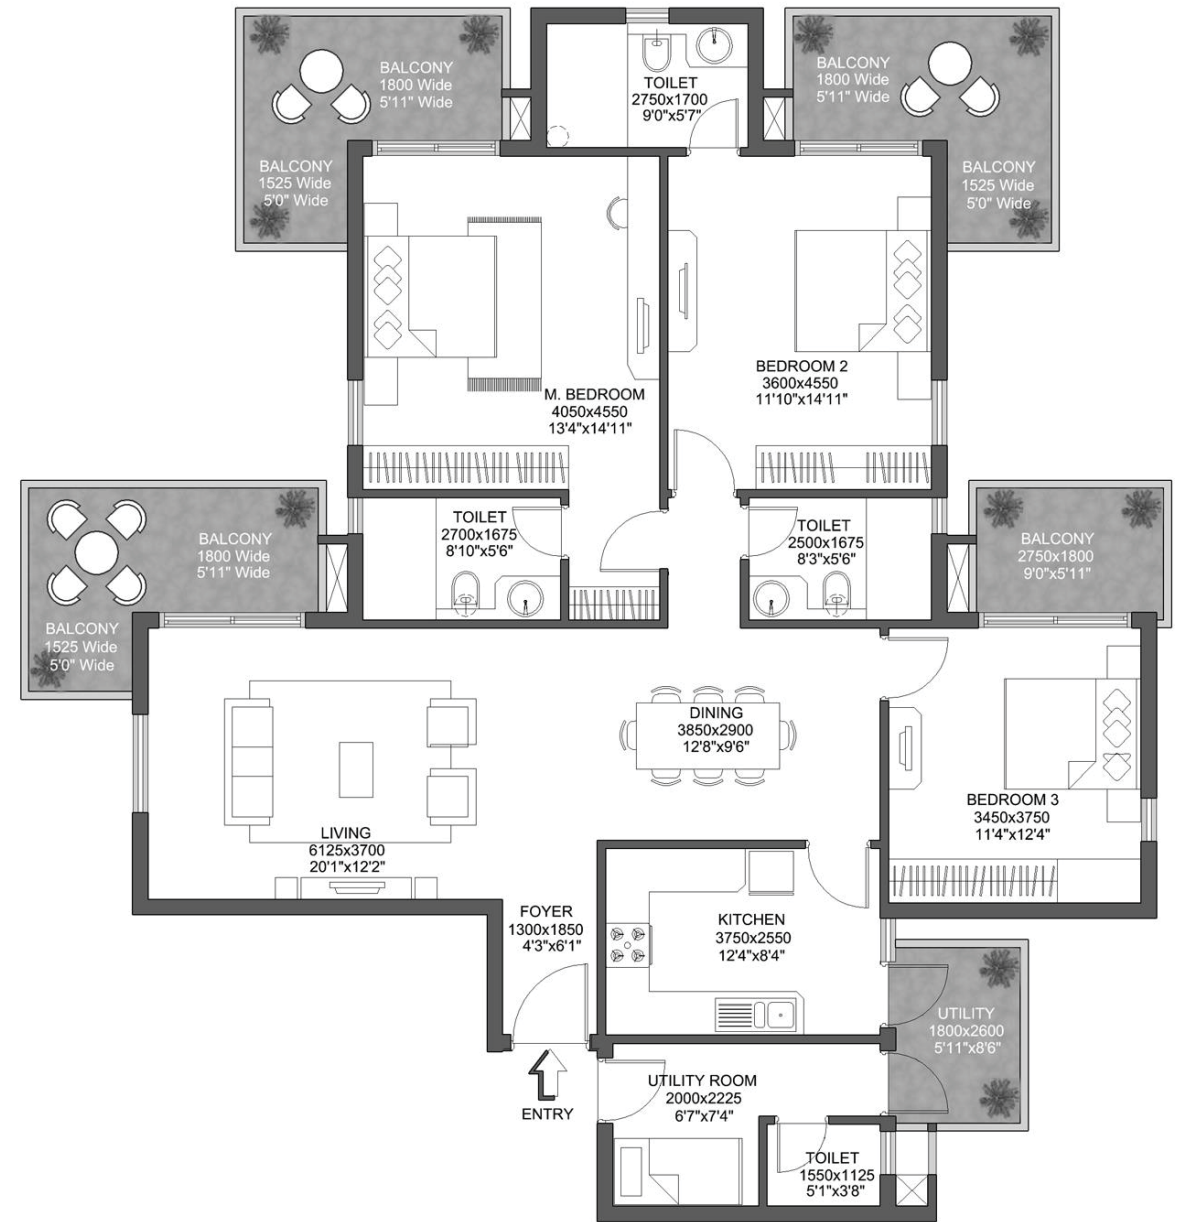 BALCONY
1800 Wide
5'11" Wide
BALCONY
1525 Wide
5'0" Wide
TOILET
2750x1700
9'0"x5'7"
BALCONY
1800 Wide
5'11" Wide
BALCONY
1525 Wide
5'0" Wide
M. BEDROOM
4050x4550
13'4"x14'11"
BEDROOM 2
3600x4550
11'10"x14'11"
BALCONY
1800 Wide
5'11" Wide
BALCONY
1525 Wide
5'0" Wide
TOILET
2700x1675
8'10"x5'6"
TOILET
2500x1675
8'3"x5'6"
BALCONY
2750x1800
9'0"x5'11"
LIVING
6125x3700
20'1"x12'2"
DINING
3850x2900
12'8"x9'6"
BEDROOM 3
3450x3750
11'4"x12'4"
FOYER
1300x1850
4'3"x6'1"
KITCHEN
3750x2550
12'4"x8'4"
UTILITY
1800x2600
5'11"x8'6"
ENTRY
UTILITY ROOM
2000x2225
6'7"x7'4"
TOILET
1550x1125
5'1"x3'8"